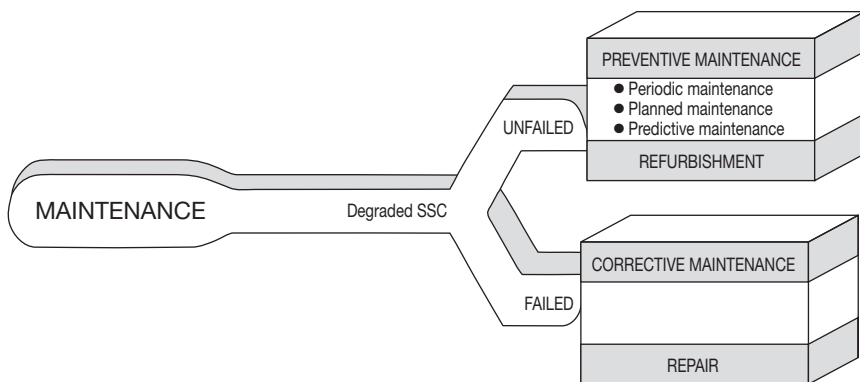 PREVENTIVE MAINTENANCE
● Periodic maintenance
● Planned maintenance
● Predictive maintenance
REFURBISHMENT
UNFAILED
MAINTENANCE
Degraded SSC
CORRECTIVE MAINTENANCE
FAILED
REPAIR